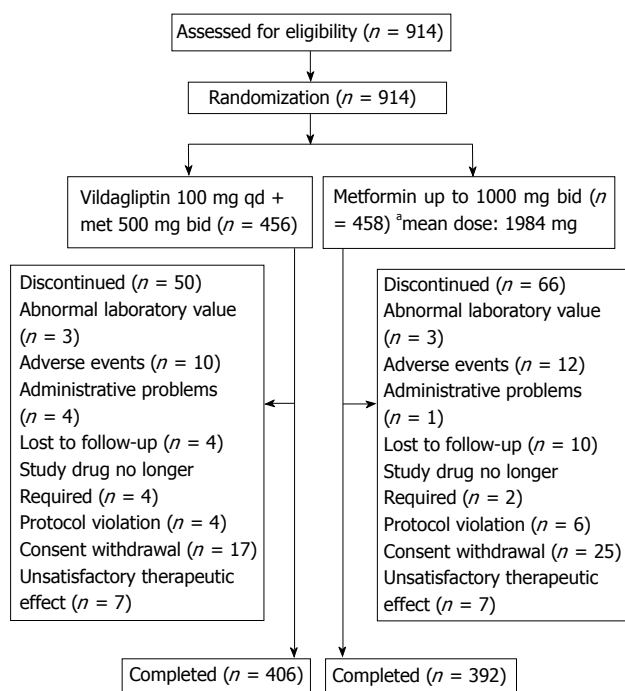 Assessed for eligibility (n = 914)
Randomization (n = 914)
Vildagliptin 100 mg qd +
met 500 mg bid (n = 456)
Metformin up to 1000 mg bid (n
= 458) ᵃmean dose: 1984 mg
Discontinued (n = 50)
Abnormal laboratory value
(n = 3)
Adverse events (n = 10)
Administrative problems
(n = 4)
Lost to follow-up (n = 4)
Study drug no longer
Required (n = 4)
Protocol violation (n = 4)
Consent withdrawal (n = 17)
Unsatisfactory therapeutic
effect (n = 7)
Discontinued (n = 66)
Abnormal laboratory value
(n = 3)
Adverse events (n = 12)
Administrative problems
(n = 1)
Lost to follow-up (n = 10)
Study drug no longer
Required (n = 2)
Protocol violation (n = 6)
Consent withdrawal (n = 25)
Unsatisfactory therapeutic
effect (n = 7)
Completed (n = 406)
Completed (n = 392)